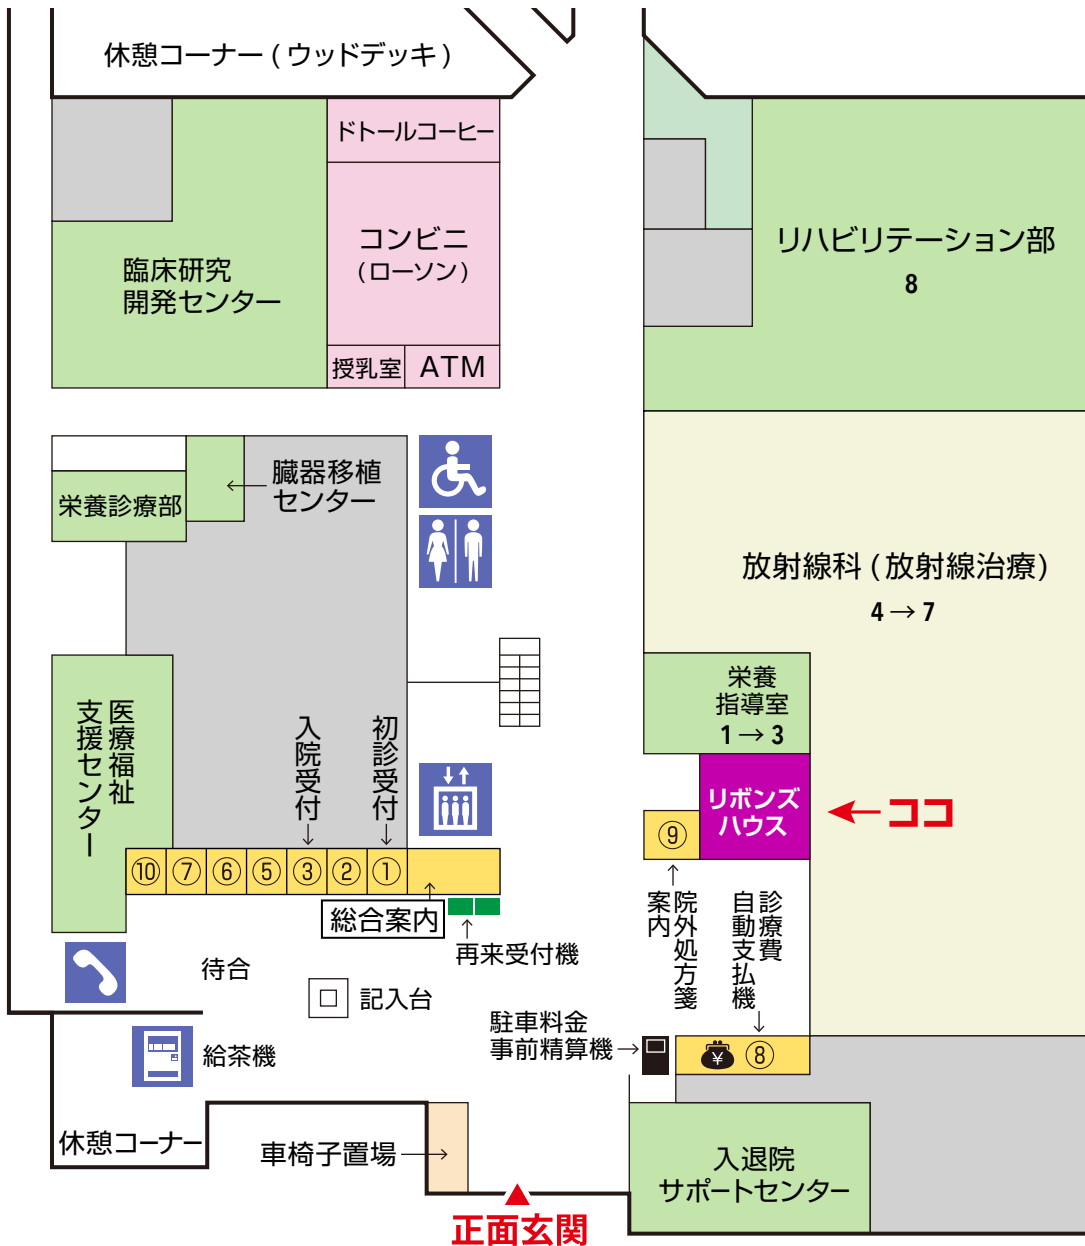 休憩コーナー (ウッドデッキ)
ドトールコーヒー
コンビニ
(ローソン)
臨床研究
開発センター
授乳室
ATM
リハビリテーション部
8
臓器移植
センター
栄養診療部
放射線科 (放射線治療)
4 → 7
栄養
指導室
1 → 3
医療福祉
支援センター
入院受付
初診受付
リボンズ
ハウス
ココ
⑩
⑦
⑥
⑤
③
②
①
⑨
総合案内
再来受付機
院外処方箋
案内
診療費
自動支払機
待合
記入台
駐車料金
事前精算機
¥
⑧
給茶機
休憩コーナー
車椅子置場
入退院
サポートセンター
正面玄関